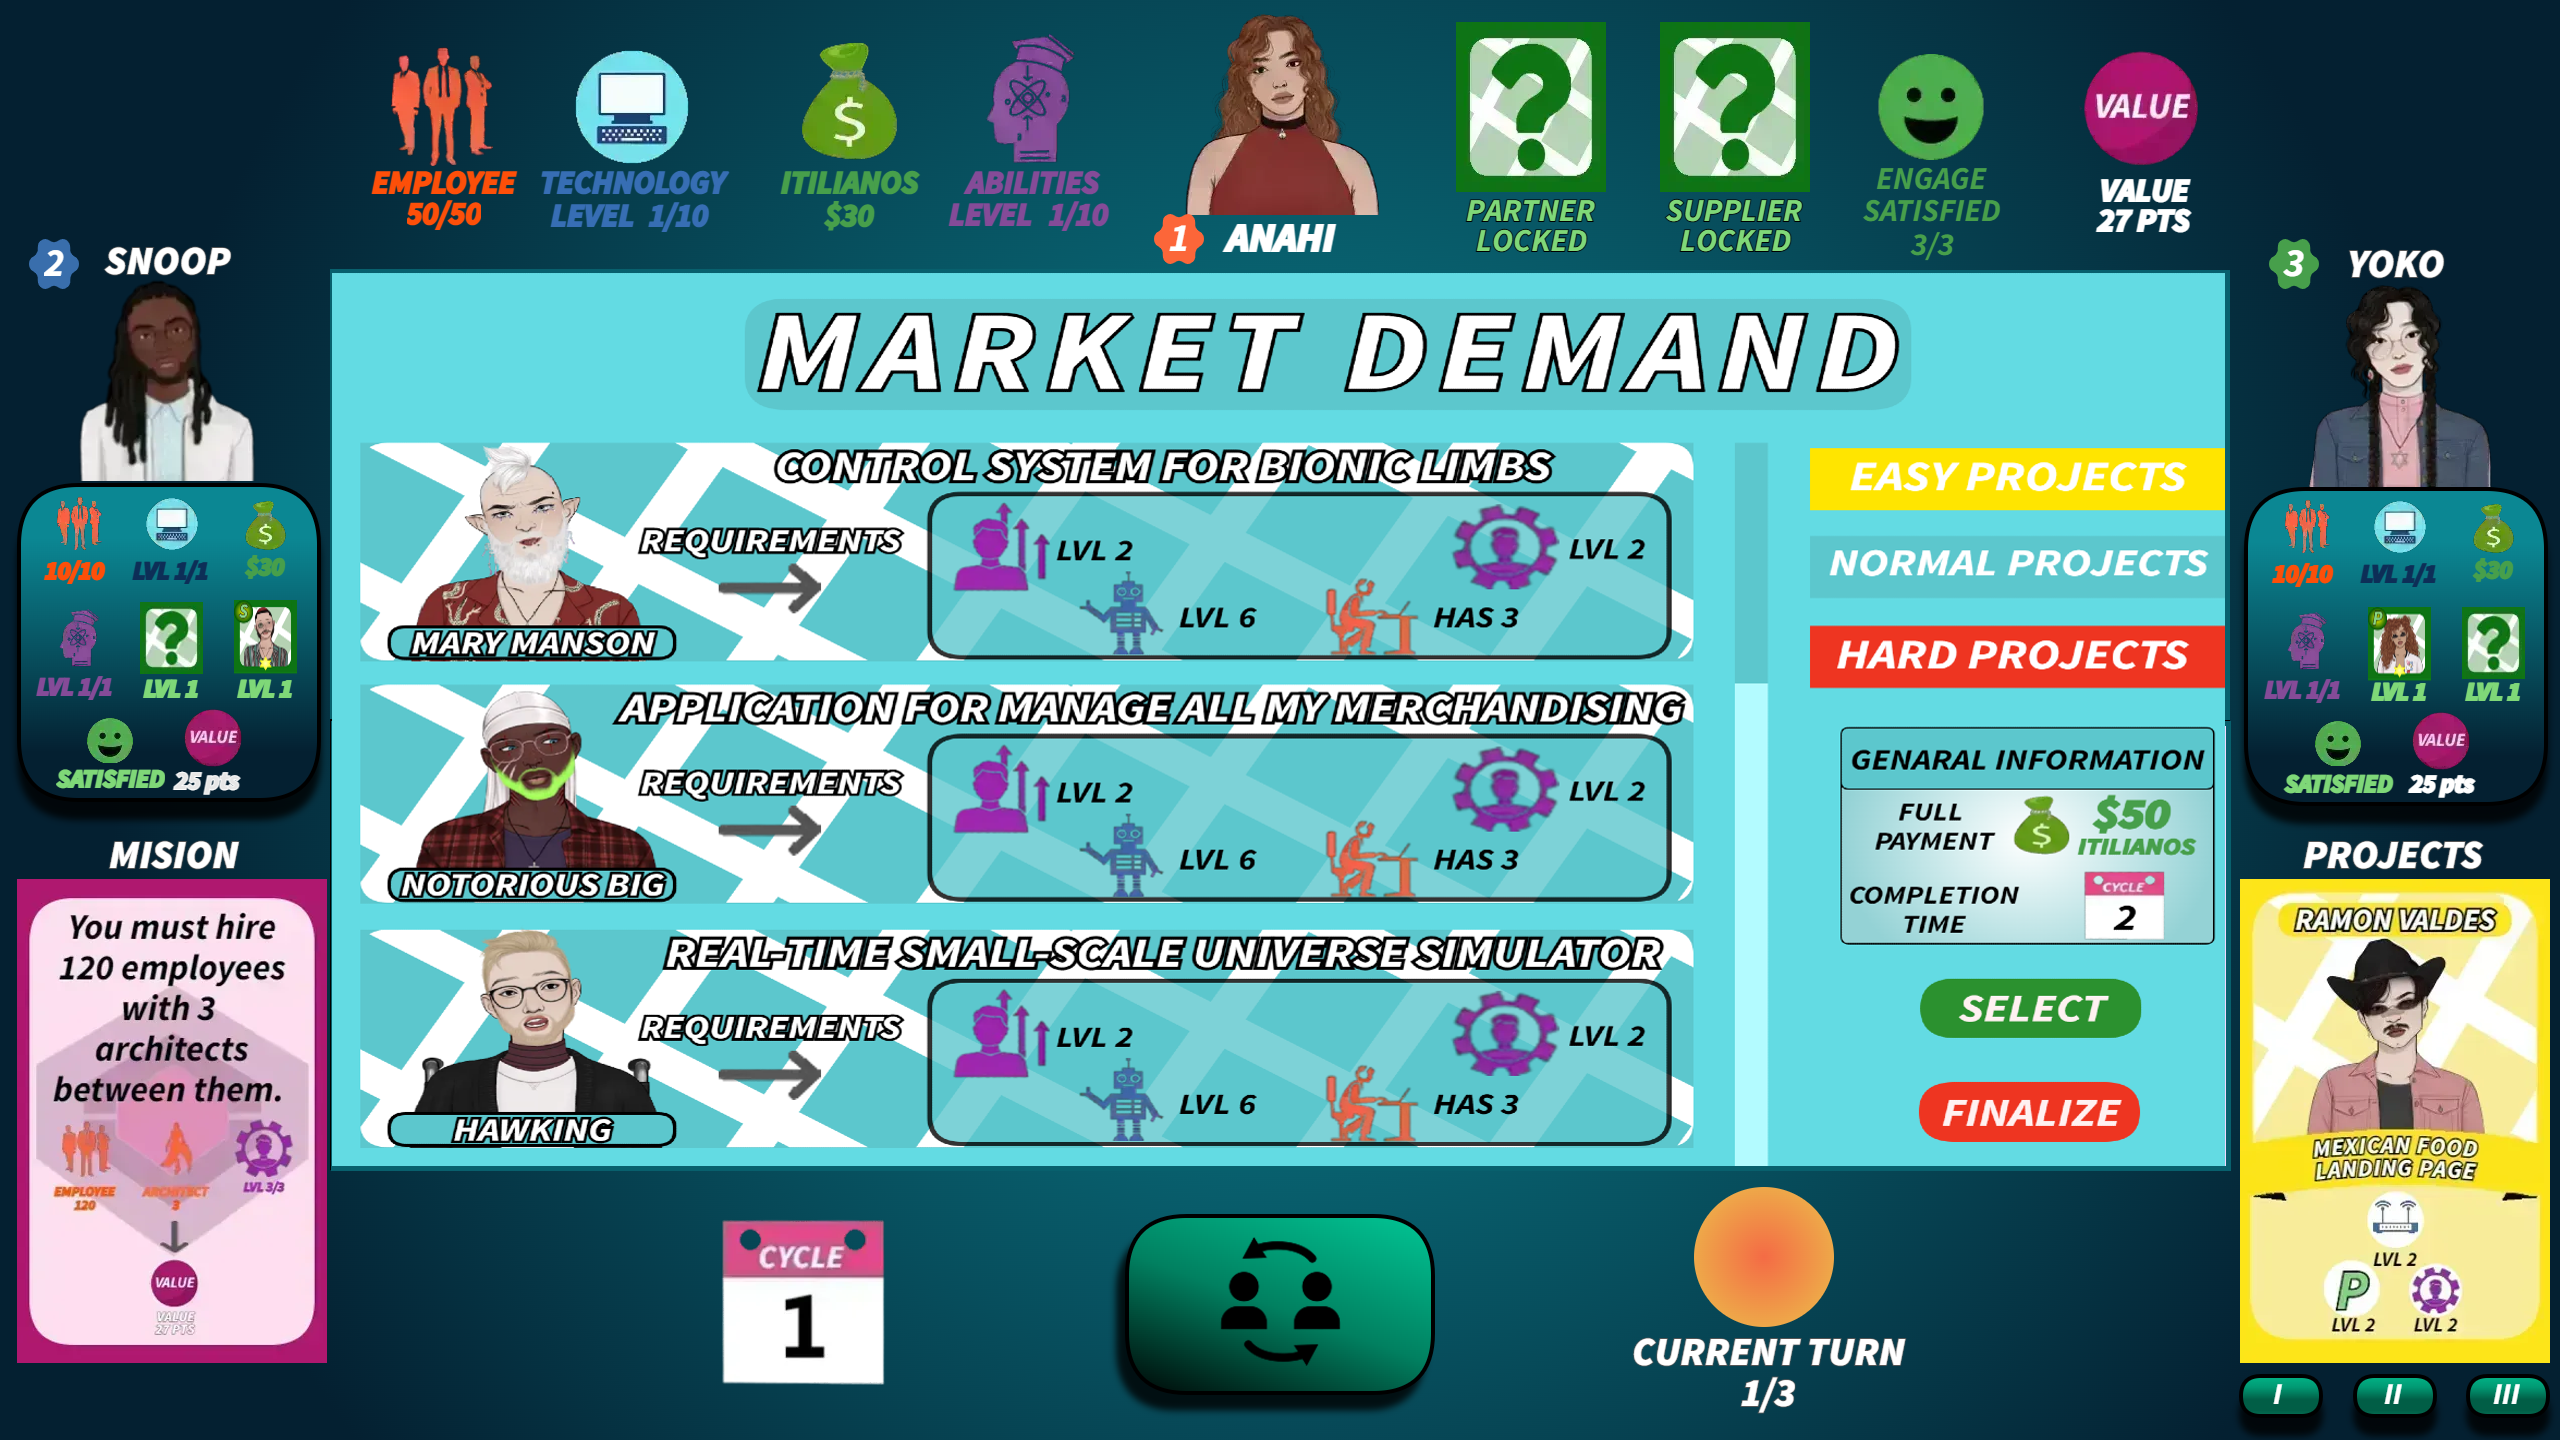 EMPLOYEE
50/50
TECHNOLOGY
LEVEL 1/10
$
ITILIANOS
$30
ABILITIES
LEVEL 1/10
1 ANAHI
?
PARTNER
LOCKED
?
SUPPLIER
LOCKED
ENGAGE
SATISFIED
3/3
VALUE
VALUE
27 PTS
2 SNOOP
$
10/10 LVL 1/1 $30
? S
LVL 1/1 LVL 1 LVL 1
VALUE
SATISFIED 25 pts
MISION
You must hire
120 employees
with 3
architects
between them.
EMPLOYEE
120
ARCHITECT
3
LVL 3/3
VALUE
VALUE
27 PTS
MARKET DEMAND
CONTROL SYSTEM FOR BIONIC LIMBS
REQUIREMENTS
LVL 2
LVL 2
LVL 6
HAS 3
MARY MANSON
APPLICATION FOR MANAGE ALL MY MERCHANDISING
REQUIREMENTS
LVL 2
LVL 2
LVL 6
HAS 3
NOTORIOUS BIG
REAL-TIME SMALL-SCALE UNIVERSE SIMULATOR
REQUIREMENTS
LVL 2
LVL 2
LVL 6
HAS 3
HAWKING
EASY PROJECTS
NORMAL PROJECTS
HARD PROJECTS
GENARAL INFORMATION
FULL
PAYMENT
$
$50
ITILIANOS
COMPLETION
TIME
CYCLE
2
SELECT
FINALIZE
3 YOKO
$
10/10 LVL 1/1 $30
P ?
LVL 1/1 LVL 1 LVL 1
VALUE
SATISFIED 25 pts
PROJECTS
RAMON VALDES
MEXICAN FOOD
LANDING PAGE
LVL 2
P
LVL 2 LVL 2
I II III
CYCLE
1
CURRENT TURN
1/3